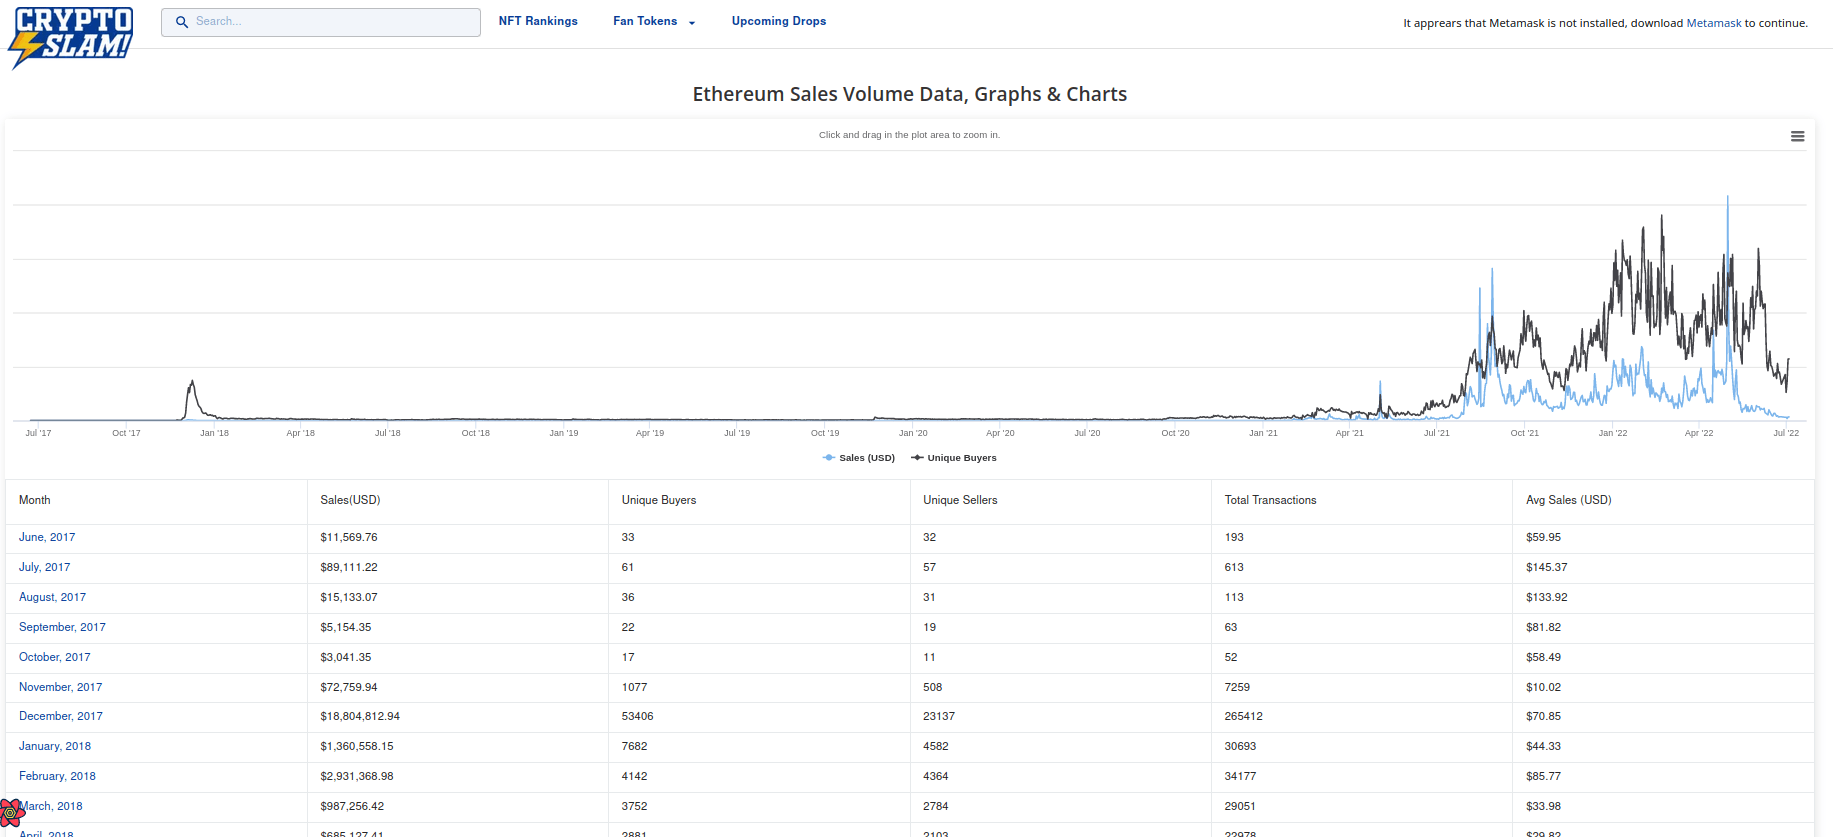 CRYPTO
SLAM!
Search...
NFT Rankings
Fan Tokens
Upcoming Drops
It apprears that Metamask is not installed, download Metamask to continue.
Ethereum Sales Volume Data, Graphs & Charts
Click and drag in the plot area to zoom in.
Jul '17 Oct '17 Jan '18 Apr '18 Jul '18 Oct '18 Jan '19 Apr '19 Jul '19 Oct '19 Jan '20 Apr '20 Jul '20 Oct '20 Jan '21 Apr '21 Jul '21 Oct '21 Jan '22 Apr '22 Jul '22
Sales (USD) Unique Buyers
Month Sales(USD) Unique Buyers Unique Sellers Total Transactions Avg Sales (USD)
June, 2017 $11,569.76 33 32 193 $59.95
July, 2017 $89,111.22 61 57 613 $145.37
August, 2017 $15,133.07 36 31 113 $133.92
September, 2017 $5,154.35 22 19 63 $81.82
October, 2017 $3,041.35 17 11 52 $58.49
November, 2017 $72,759.94 1077 508 7259 $10.02
December, 2017 $18,804,812.94 53406 23137 265412 $70.85
January, 2018 $1,360,558.15 7682 4582 30693 $44.33
February, 2018 $2,931,368.98 4142 4364 34177 $85.77
March, 2018 $987,256.42 3752 2784 29051 $33.98
April, 2018 $685,127.41 2881 2103 22978 $29.82